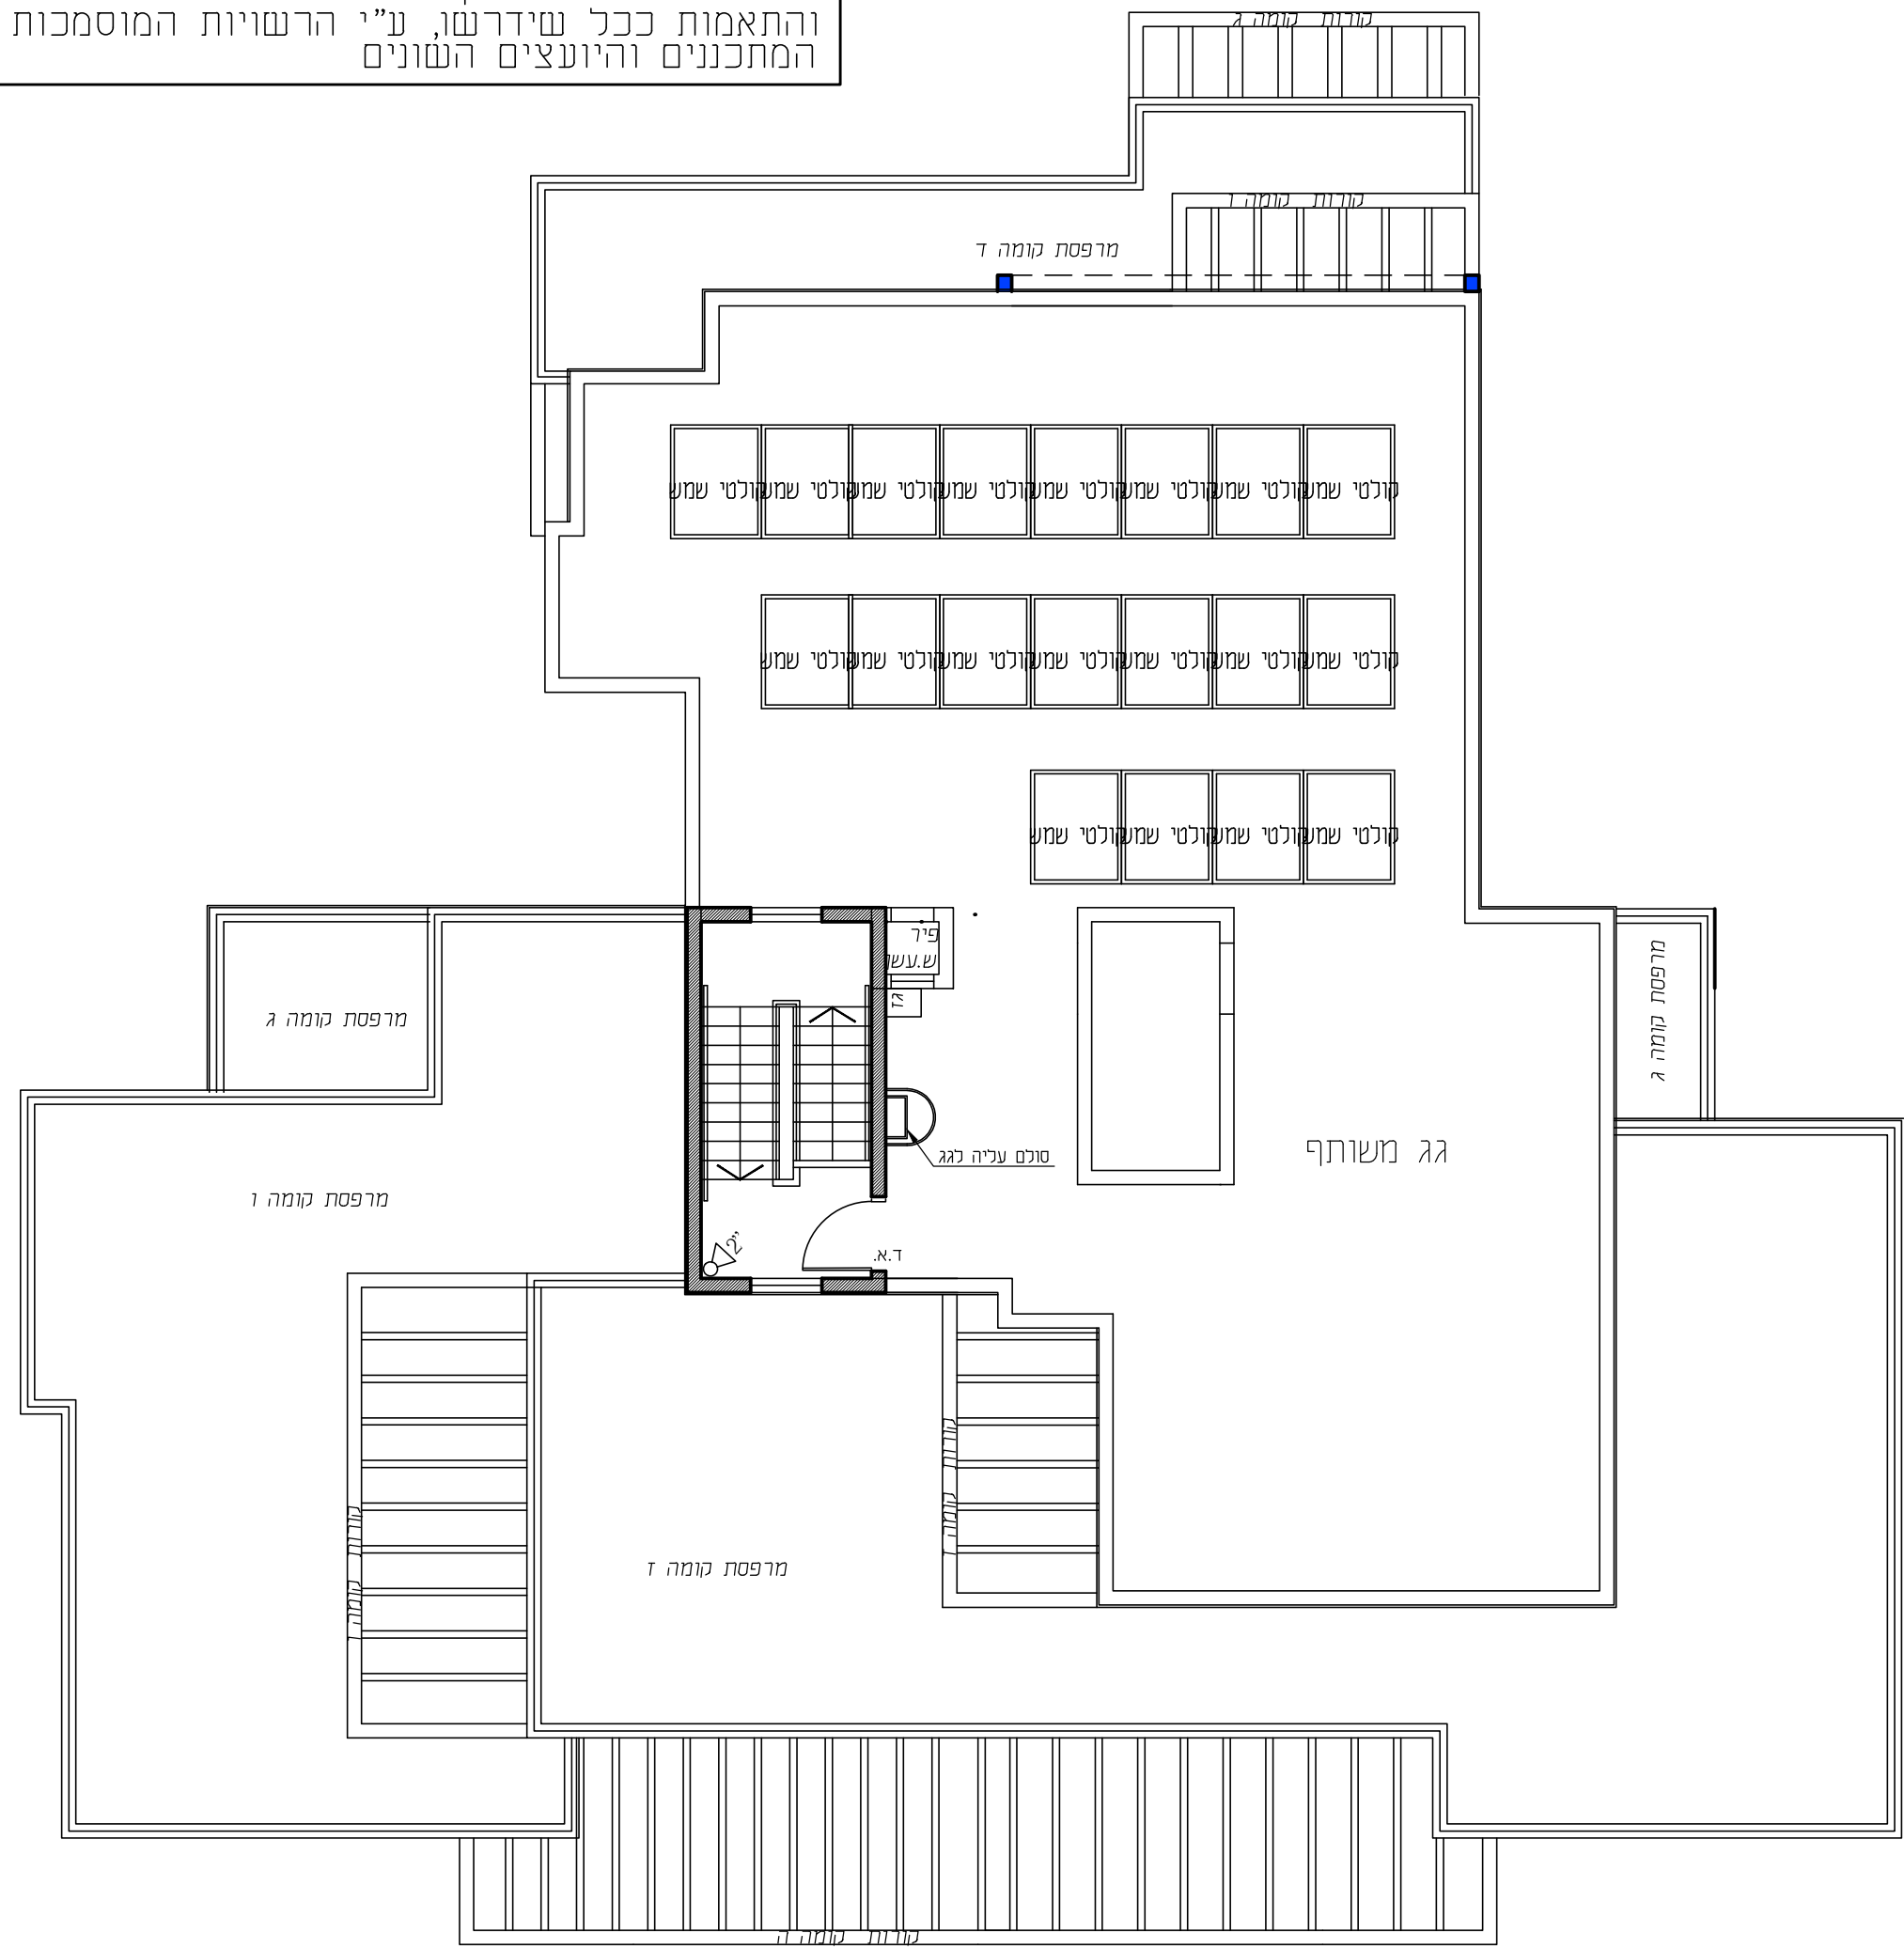 והתאמות ככל שידרשו, ע"י הרשויות המוסמכות
המתכננים והיועצים השונים
קורות קומה ג
קורות קומה ו
מרפסת קומה ד
קולטי שמש קולטי שמש קולטי שמש קולטי שמש קולטי שמש קולטי שמש קולטי שמש קולטי שמש
קולטי שמש קולטי שמש קולטי שמש קולטי שמש קולטי שמש קולטי שמש קולטי שמש
קולטי שמש קולטי שמש קולטי שמש קולטי שמש
פיר
ש.עשן
גז
מרפסת קומה ג
מרפסת קומה ג
גג משותף
סולם עליה לגג
מרפסת קומה ו
2"
ד.א.
קורות קומה
קורות קומה
מרפסת קומה ז
קורות קומה ה